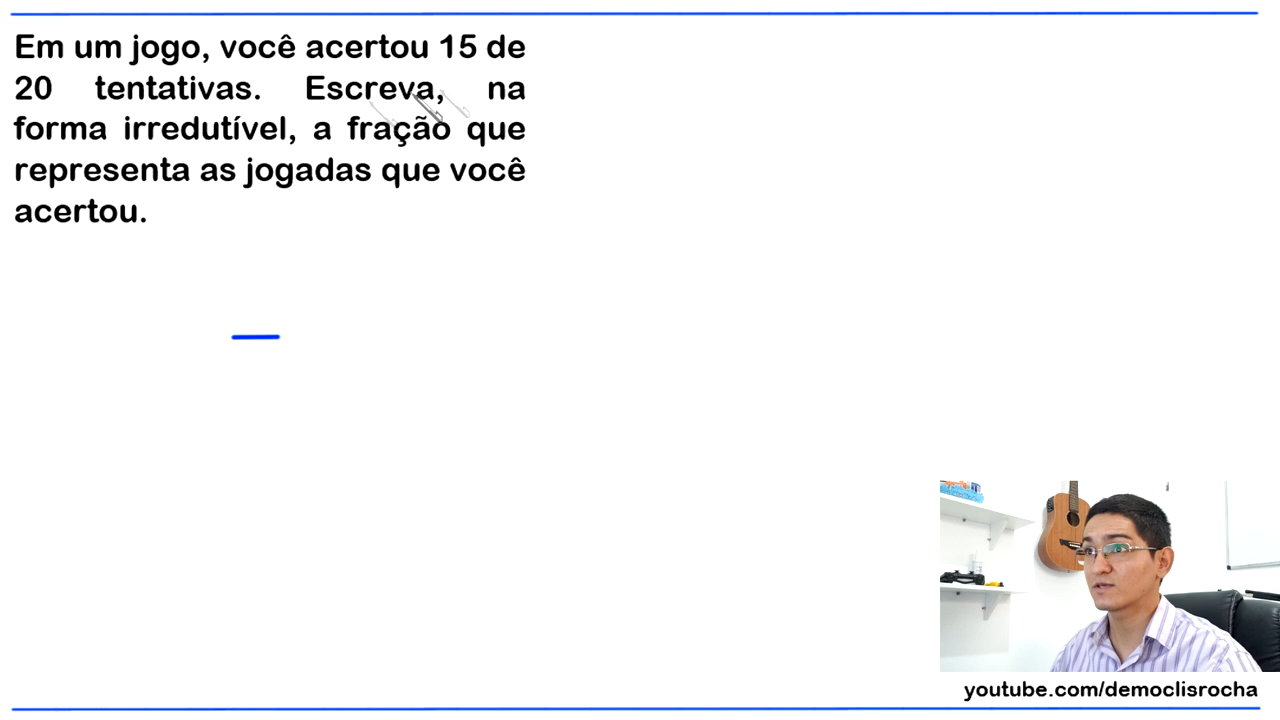 Em um jogo, você acertou 15 de
20 tentativas. Escreva, na
forma irredutível, a fração que
representa as jogadas que você
acertou.
youtube.com/democlisrocha